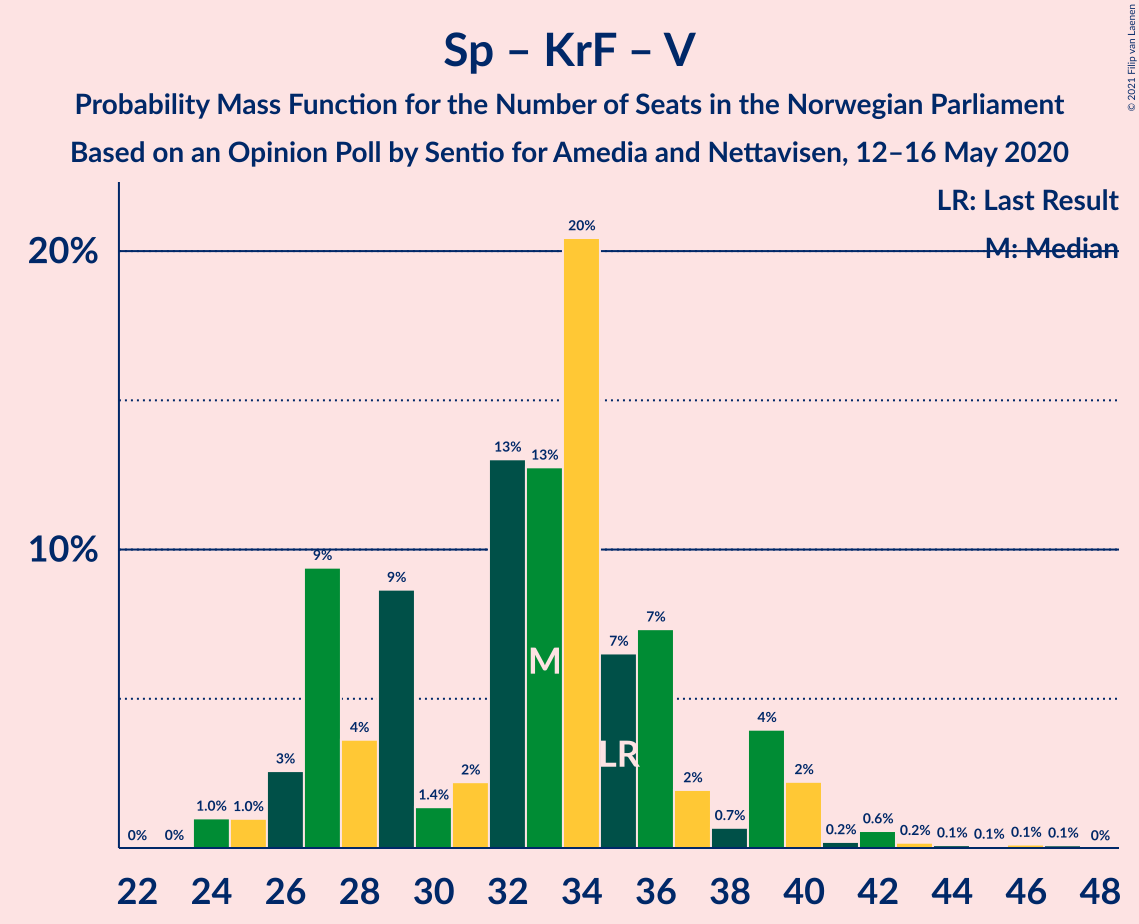 Sp – KrF – V
Probability Mass Function for the Number of Seats in the Norwegian Parliament
Based on an Opinion Poll by Sentio for Amedia and Nettavisen, 12–16 May 2020
© 2021 Filip van Laenen
LR: Last Result
M: Median
20%
10%
0% 0% 1.0% 1.0% 3% 9% 4% 9% 1.4% 2% 13% 13% 20% 7% 7% 2% 0.7% 4% 2% 0.2% 0.6% 0.2% 0.1% 0.1% 0.1% 0.1% 0%
M
LR
22 24 26 28 30 32 34 36 38 40 42 44 46 48